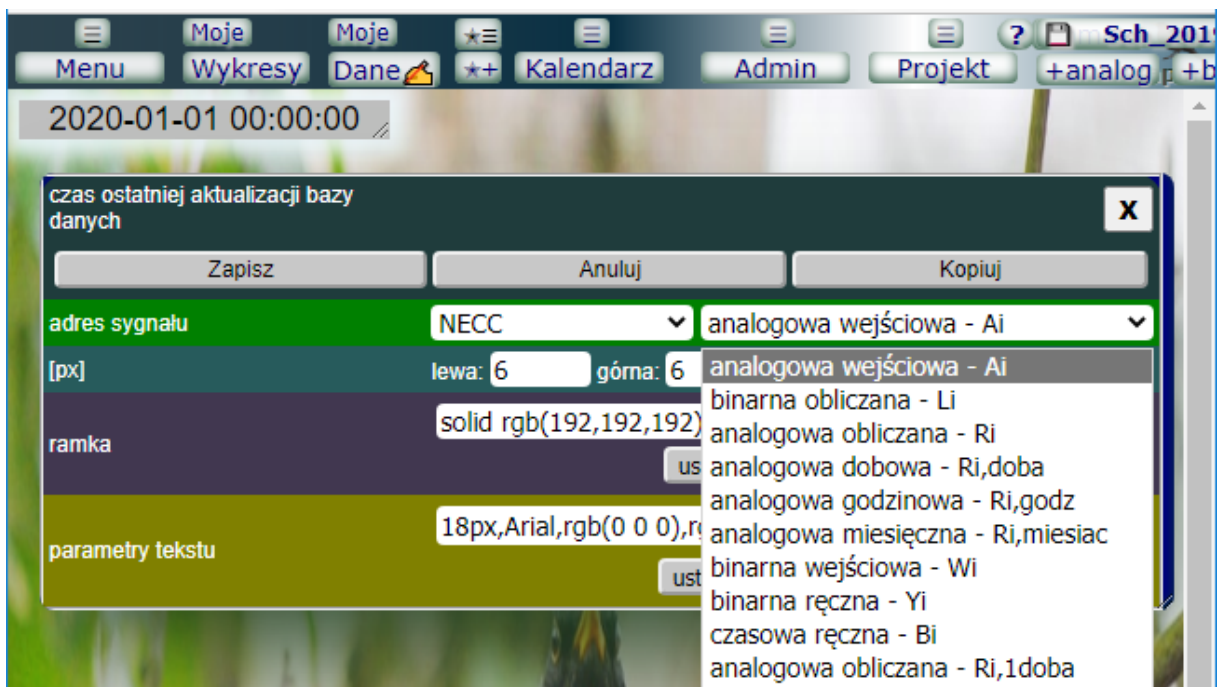 Moje Moje ★≡ ?
Menu Wykresy Dane ★+ Kalendarz Admin Projekt Sch_201
+analog +b
2020-01-01 00:00:00
czas ostatniej aktualizacji bazy
danych
X
Zapisz Anuluj Kopiuj
adres sygnału NECC analogowa wejściowa - Ai
[px] lewa: 6 górna: 6 analogowa wejściowa - Ai
binarna obliczana - Li
ramka solid rgb(192,192,192) analogowa obliczana - Ri
us analogowa dobowa - Ri,doba
analogowa godzinowa - Ri,godz
parametry tekstu 18px,Arial,rgb(0 0 0),r analogowa miesięczna - Ri,miesiac
ust binarna wejściowa - Wi
binarna ręczna - Yi
czasowa ręczna - Bi
analogowa obliczana - Ri,1doba